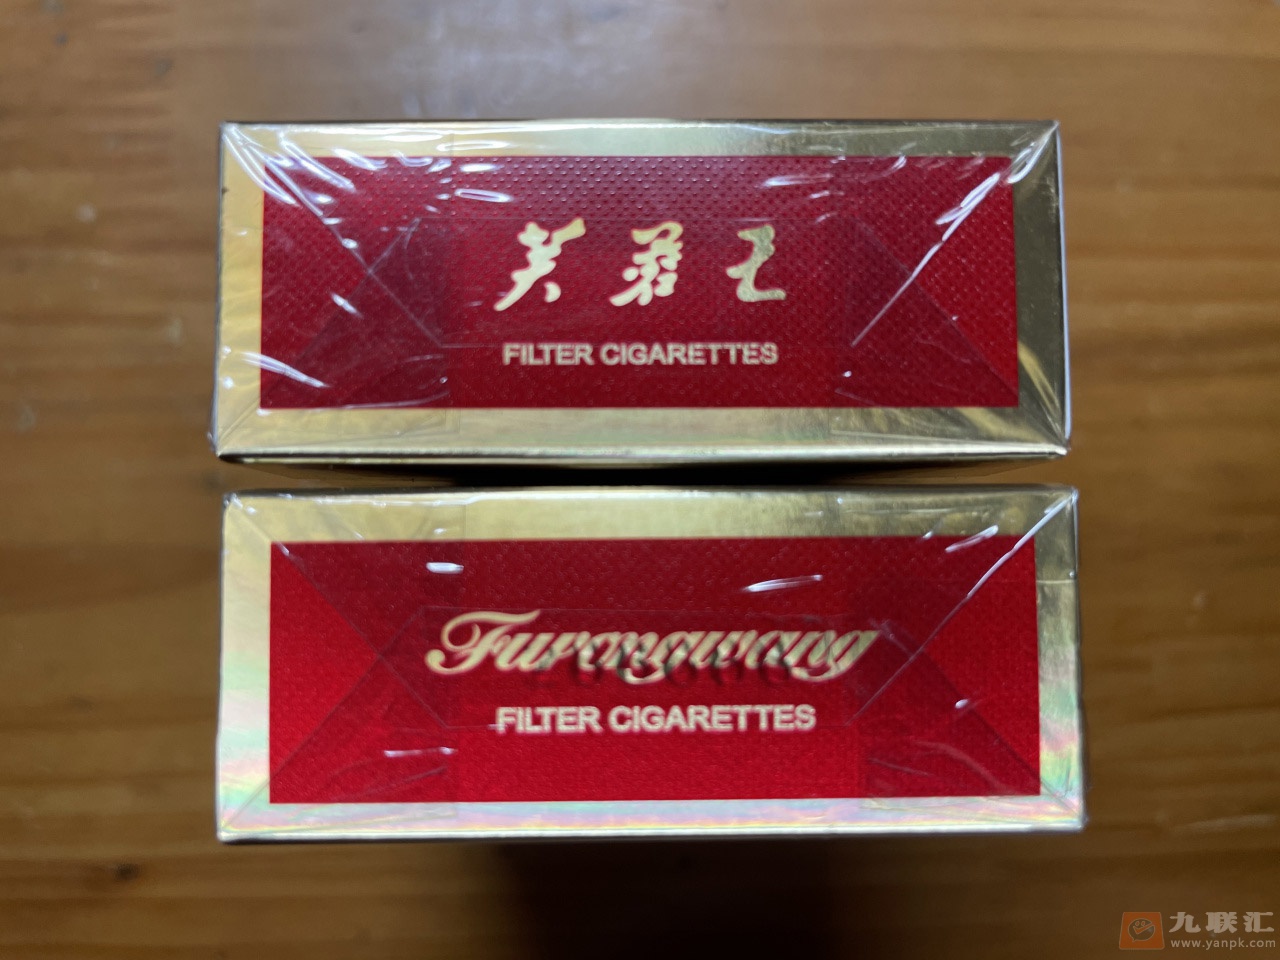 芙蓉王
FILTER CIGARETTES
Furongwang
FILTER CIGARETTES
九联汇
www.yanpk.com